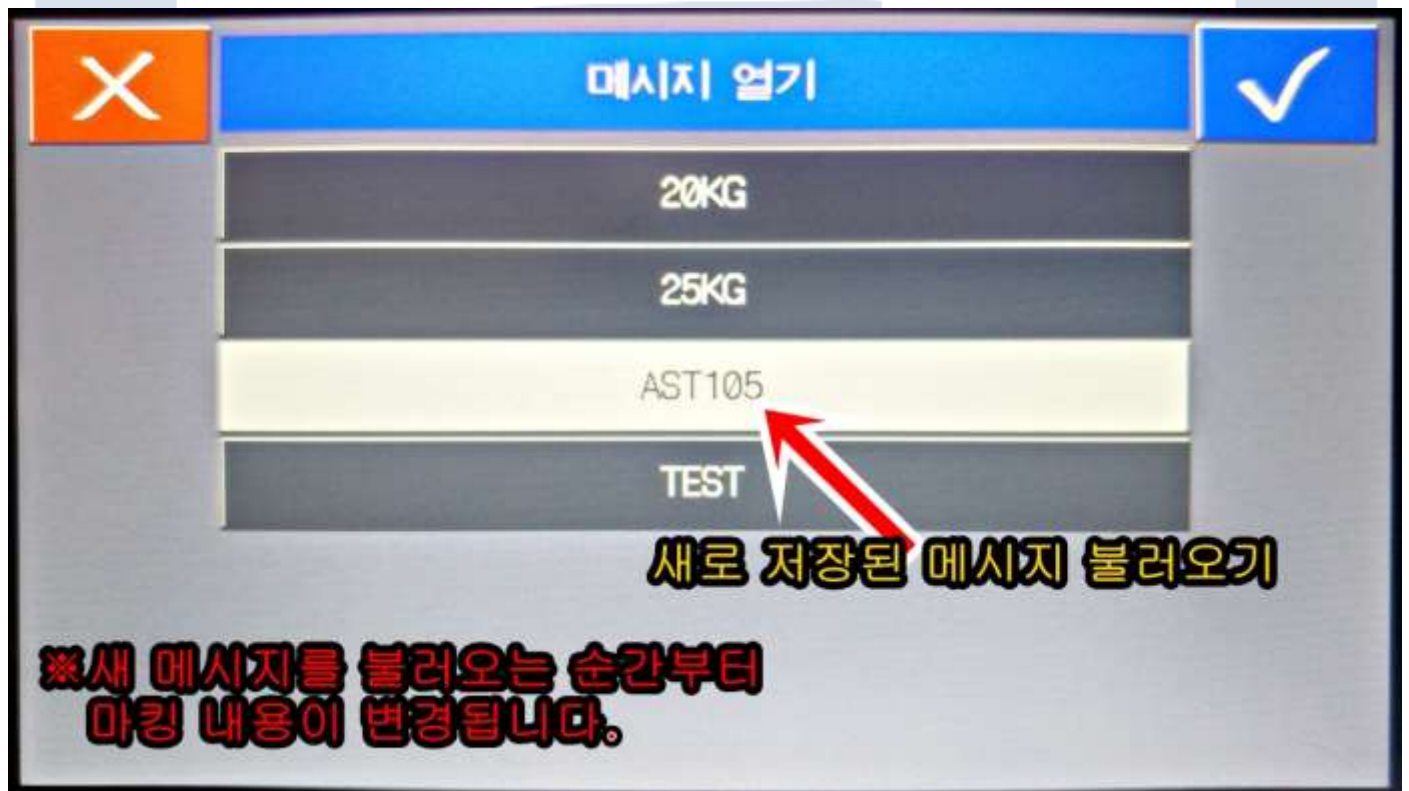 메시지 열기
20KG
25KG
AST105
TEST
새로 저장된 메시지 불러오기
※새 메시지를 불러오는 순간부터
마킹 내용이 변경됩니다.